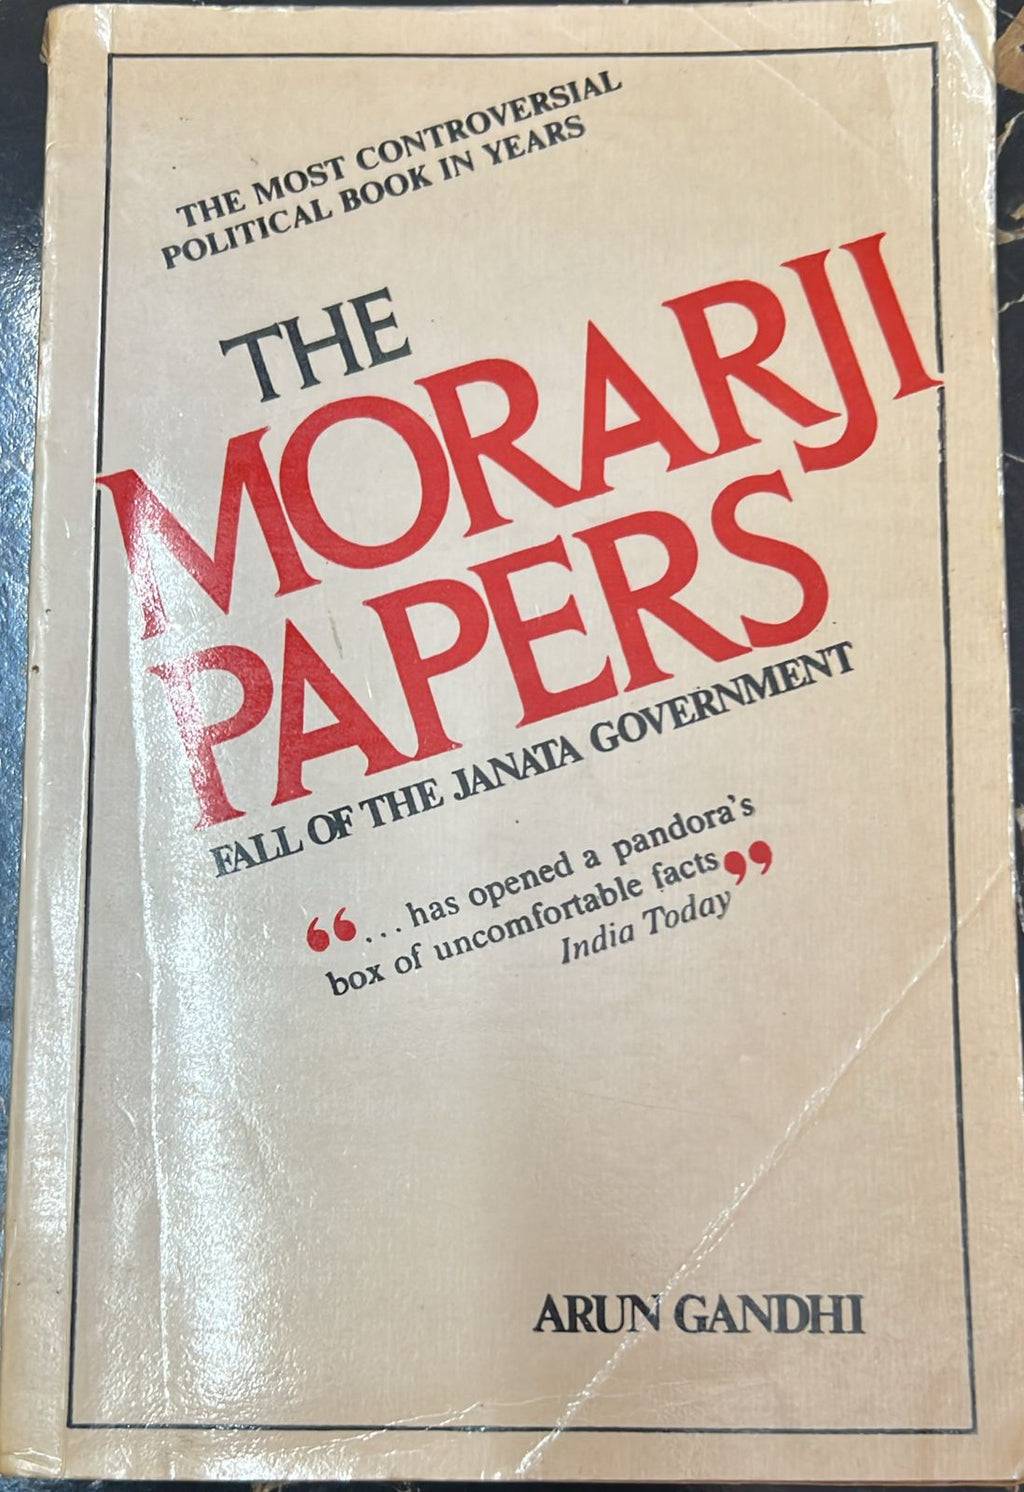 THE MOST CONTROVERSIAL
POLITICAL BOOK IN YEARS
THE
MORARJI
PAPERS
FALL OF THE JANATA GOVERNMENT
“...has opened a pandora's
box of uncomfortable facts”
India Today
ARUN GANDHI